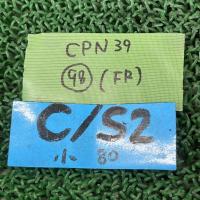 CPN 39
98 (FR)
C/S2
小 80